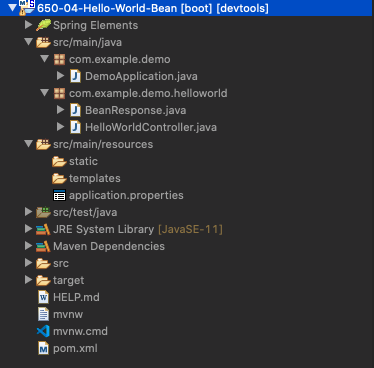 650-04-Hello-World-Bean [boot] [devtools]
Spring Elements
src/main/java
com.example.demo
DemoApplication.java
com.example.demo.helloworld
BeanResponse.java
HelloWorldController.java
src/main/resources
static
templates
application.properties
src/test/java
JRE System Library [JavaSE-11]
Maven Dependencies
src
target
HELP.md
mvnw
mvnw.cmd
pom.xml